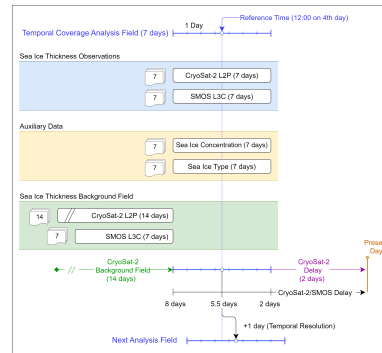 Reference Time (12:00 on 4th day)
1 Day
Temporal Coverage Analysis Field (7 days)
Sea Ice Thickness Observations
7
CryoSat-2 L2P (7 days)
7
SMOS L3C (7 days)
Auxiliary Data
7
Sea Ice Concentration (7 days)
7
Sea Ice Type (7 days)
Sea Ice Thickness Background Field
14
CryoSat-2 L2P (14 days)
7
SMOS L3C (7 days)
Prese
Day
CryoSat-2
Background Field
(14 days)
CryoSat-2
Delay
(2 days)
CryoSat-2/SMOS Delay
8 days
5.5 days
2 days
+1 day (Temporal Resolution)
Next Analysis Field